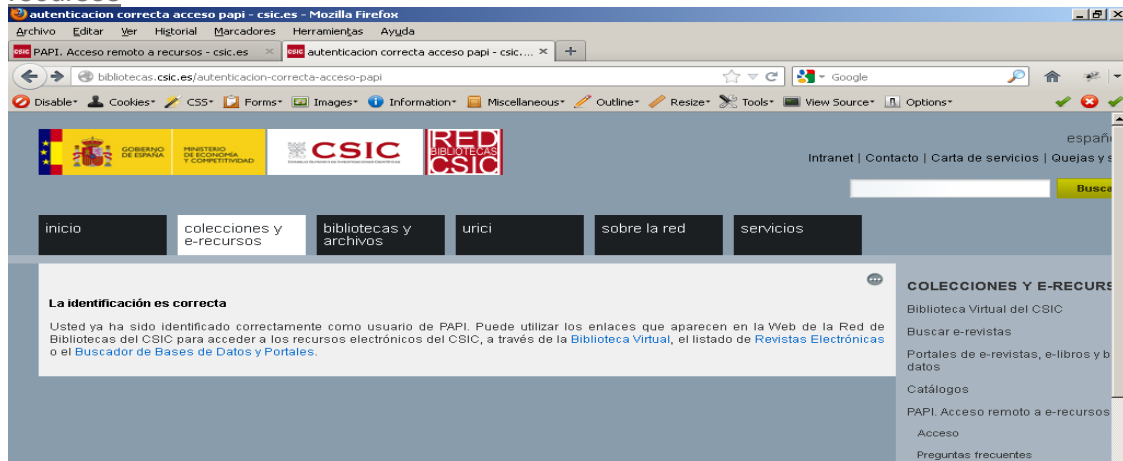 recursos
autenticacion correcta acceso papi - csic.es - Mozilla Firefox
Archivo Editar Ver Historial Marcadores Herramientas Ayuda
csic PAPI. Acceso remoto a recursos - csic.es × csic autenticacion correcta acceso papi - csic.... × +
bibliotecas.csic.es/autenticacion-correcta-acceso-papi Google
Disable Cookies CSS Forms Images Information Miscellaneous Outline Resize Tools View Source Options
GOBIERNO DE ESPAÑA MINISTERIO DE ECONOMÍA Y COMPETITIVIDAD CSIC RED BIBLIOTECAS CSIC
españ
Intranet | Contacto | Carta de servicios | Quejas y s
Busca
inicio colecciones y e-recursos bibliotecas y archivos urici sobre la red servicios
La identificación es correcta
Usted ya ha sido identificado correctamente como usuario de PAPI. Puede utilizar los enlaces que aparecen en la Web de la Red de
Bibliotecas del CSIC para acceder a los recursos electrónicos del CSIC, a través de la Biblioteca Virtual, el listado de Revistas Electrónicas
o el Buscador de Bases de Datos y Portales.
COLECCIONES Y E-RECURS
Biblioteca Virtual del CSIC
Buscar e-revistas
Portales de e-revistas, e-libros y b
datos
Catálogos
PAPI. Acceso remoto a e-recursos
Acceso
Preguntas frecuentes